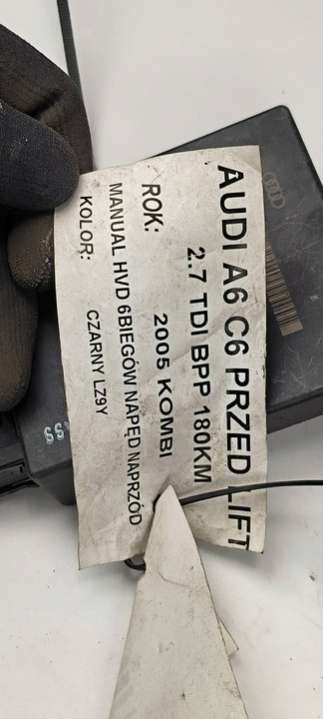 AUDI A6 C6 PRZED LIFT
2.7 TDI BPP 180KM
ROK: 2005 KOMBI
MANUAL HVD 6BIEGÓW NAPĘD NAPRZÓD
KOLOR: CZARNY LZ9Y